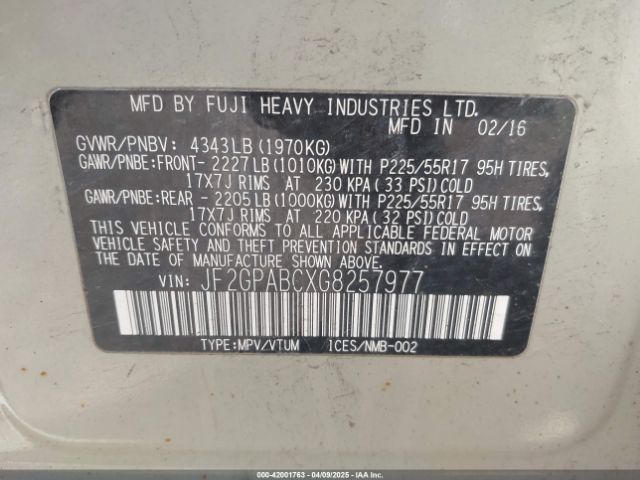 MFD BY FUJI HEAVY INDUSTRIES LTD.
MFD IN 02/16
GVWR/PNBV: 4343LB(1970KG)
GAWR/PNBE:FRONT- 2227LB(1010KG)WITH P225/55R17 95H TIRES,
17X7J RIMS AT 230 KPA( 33 PSI)COLD
GAWR/PNBE:REAR - 2205LB(1000KG)WITH P225/55R17 95H TIRES,
17X7J RIMS AT 220 KPA( 32 PSI)COLD
THIS VEHICLE CONFORMS TO ALL APPLICABLE FEDERAL MOTOR
VEHICLE SAFETY AND THEFT PREVENTION STANDARDS IN EFFECT ON
THE DATE OF MANUFACTURE SHOWN ABOVE.
VIN: JF2GPABCXG8257977
TYPE:MPV/VTUM ICES/NMB-002
000-42001763 | 04/09/2025 | IAAI.COM